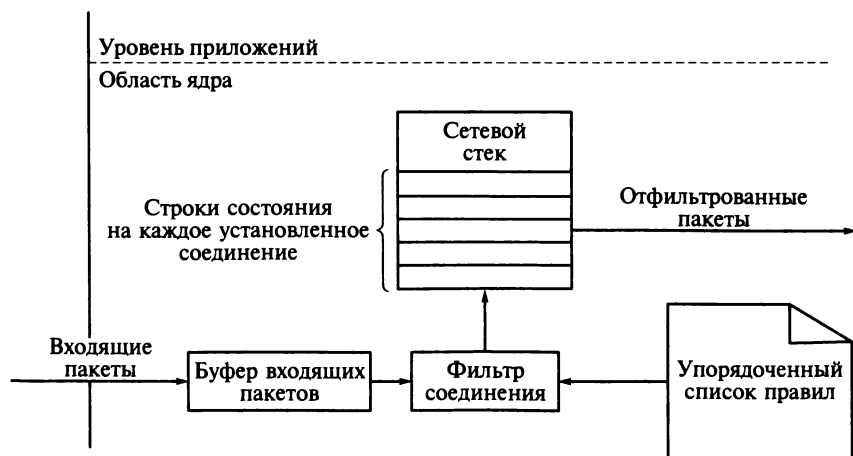 Уровень приложений
Область ядра
Сетевой
стек
Строки состояния
на каждое установленное
соединение
Отфильтрованные
пакеты
Входящие
пакеты
Буфер входящих
пакетов
Фильтр
соединения
Упорядоченный
список правил